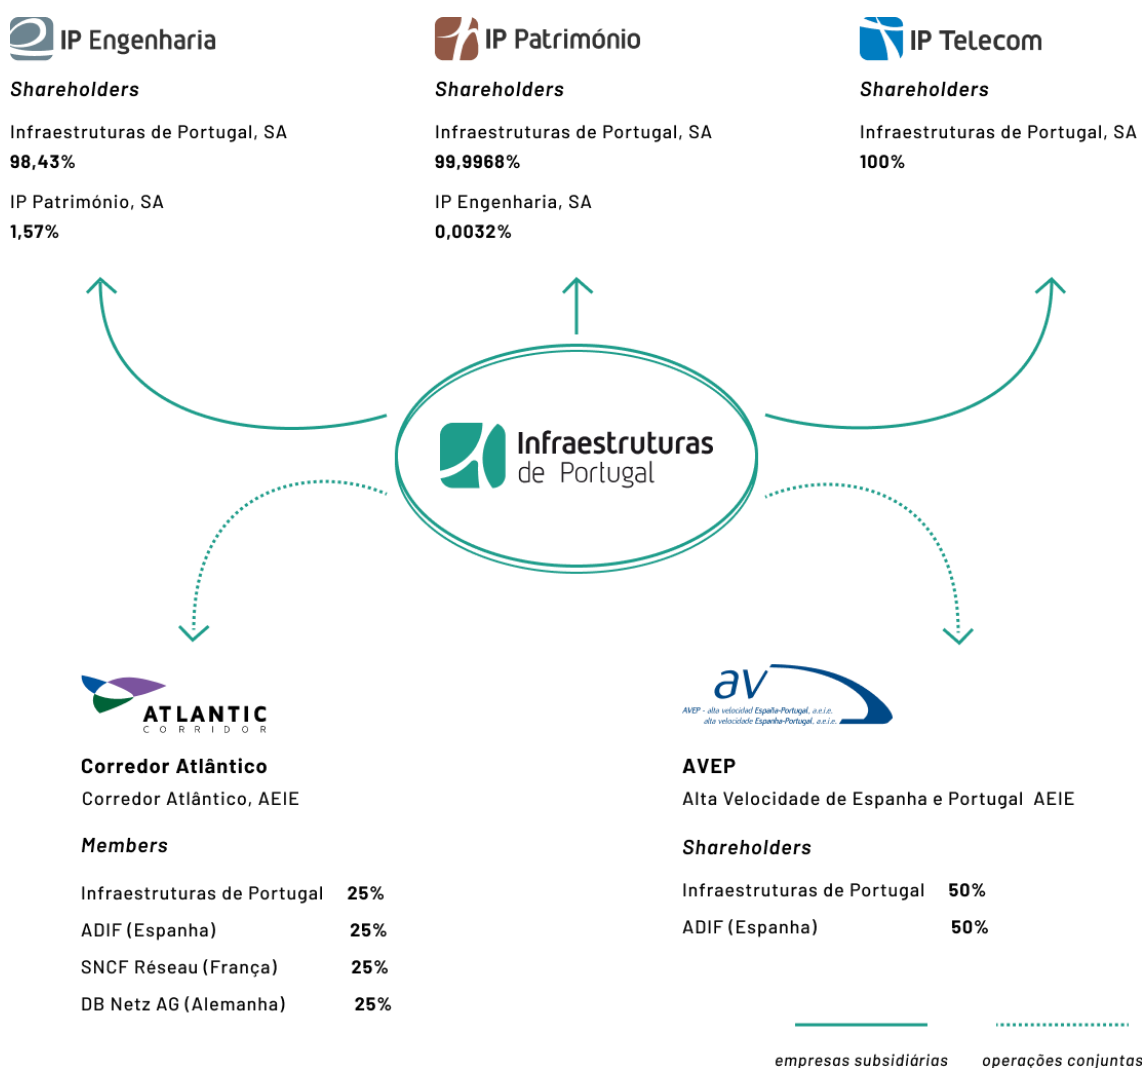 IP Engenharia
Shareholders
Infraestruturas de Portugal, SA
98,43%
IP Património, SA
1,57%
IP Património
Shareholders
Infraestruturas de Portugal, SA
99,9968%
IP Engenharia, SA
0,0032%
IP Telecom
Shareholders
Infraestruturas de Portugal, SA
100%
Infraestruturas
de Portugal
ATLANTIC
CORRIDOR
Corredor Atlântico
Corredor Atlântico, AEIE
Members
Infraestruturas de Portugal 25%
ADIF (Espanha) 25%
SNCF Réseau (França) 25%
DB Netz AG (Alemanha) 25%
av
AVEP - alta velocidad España-Portugal, a.e.i.e.
alta velocidade Espanha-Portugal, a.e.i.e.
AVEP
Alta Velocidade de Espanha e Portugal AEIE
Shareholders
Infraestruturas de Portugal 50%
ADIF (Espanha) 50%
empresas subsidiárias
operações conjuntas